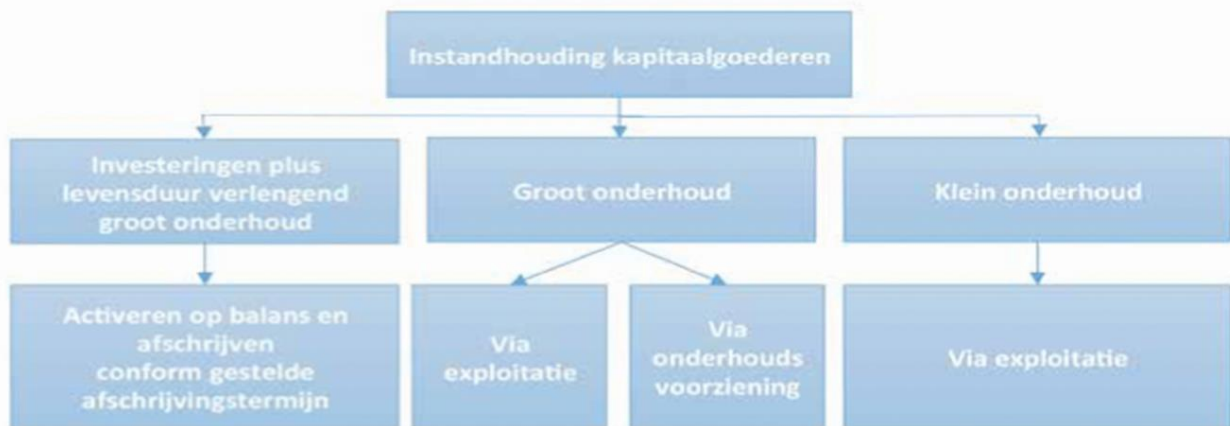 Instandhouding kapitaalgoederen
Investeringen plus
levensduur verlengend
groot onderhoud
Groot onderhoud
Klein onderhoud
Activeren op balans en
afschrijven
conform gestelde
afschrijvingstermijn
Via
exploitatie
Via
onderhouds
voorziening
Via exploitatie